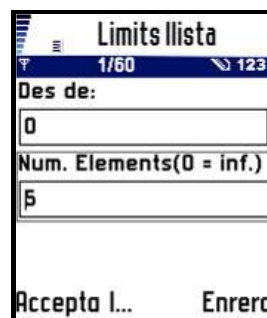 Limits llista
1/60 123
Des de:
0
Num. Elements(0 = inf.)
5
Accepta l... Enrere